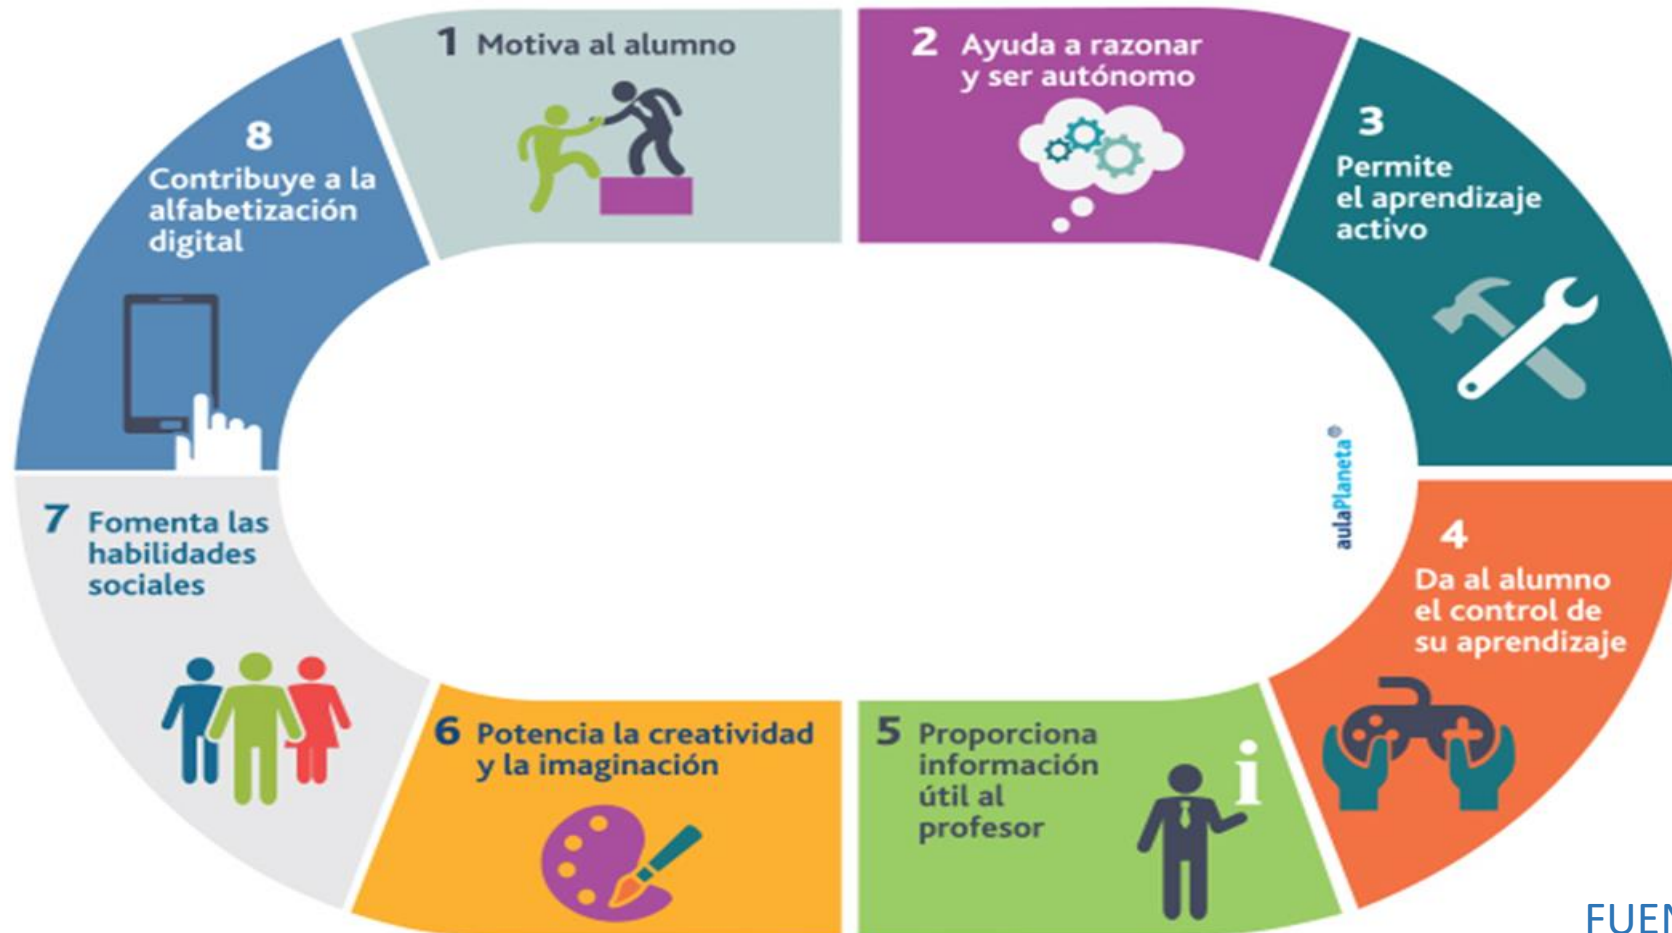 1 Motiva al alumno
2 Ayuda a razonar
y ser autónomo
3
Permite
el aprendizaje
activo
4
Da al alumno
el control de
su aprendizaje
5 Proporciona
información
útil al
profesor
i
6 Potencia la creatividad
y la imaginación
7 Fomenta las
habilidades
sociales
8
Contribuye a la
alfabetización
digital
aulaPlaneta®